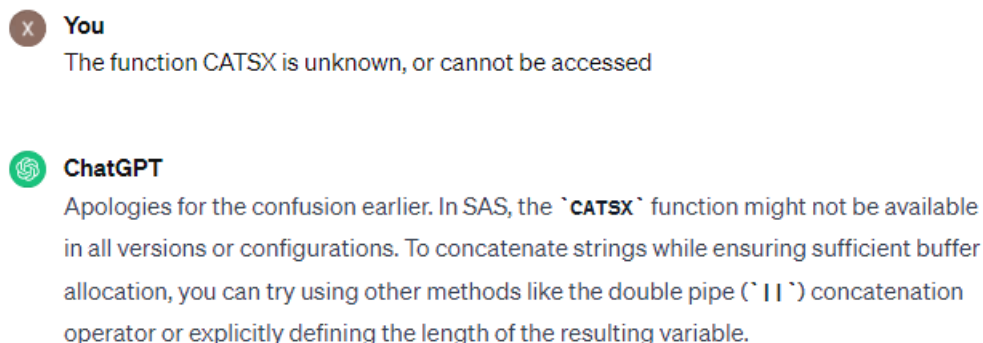 X
You
The function CATSX is unknown, or cannot be accessed
ChatGPT
Apologies for the confusion earlier. In SAS, the `CATSX` function might not be available
in all versions or configurations. To concatenate strings while ensuring sufficient buffer
allocation, you can try using other methods like the double pipe (`||`) concatenation
operator or explicitly defining the length of the resulting variable.